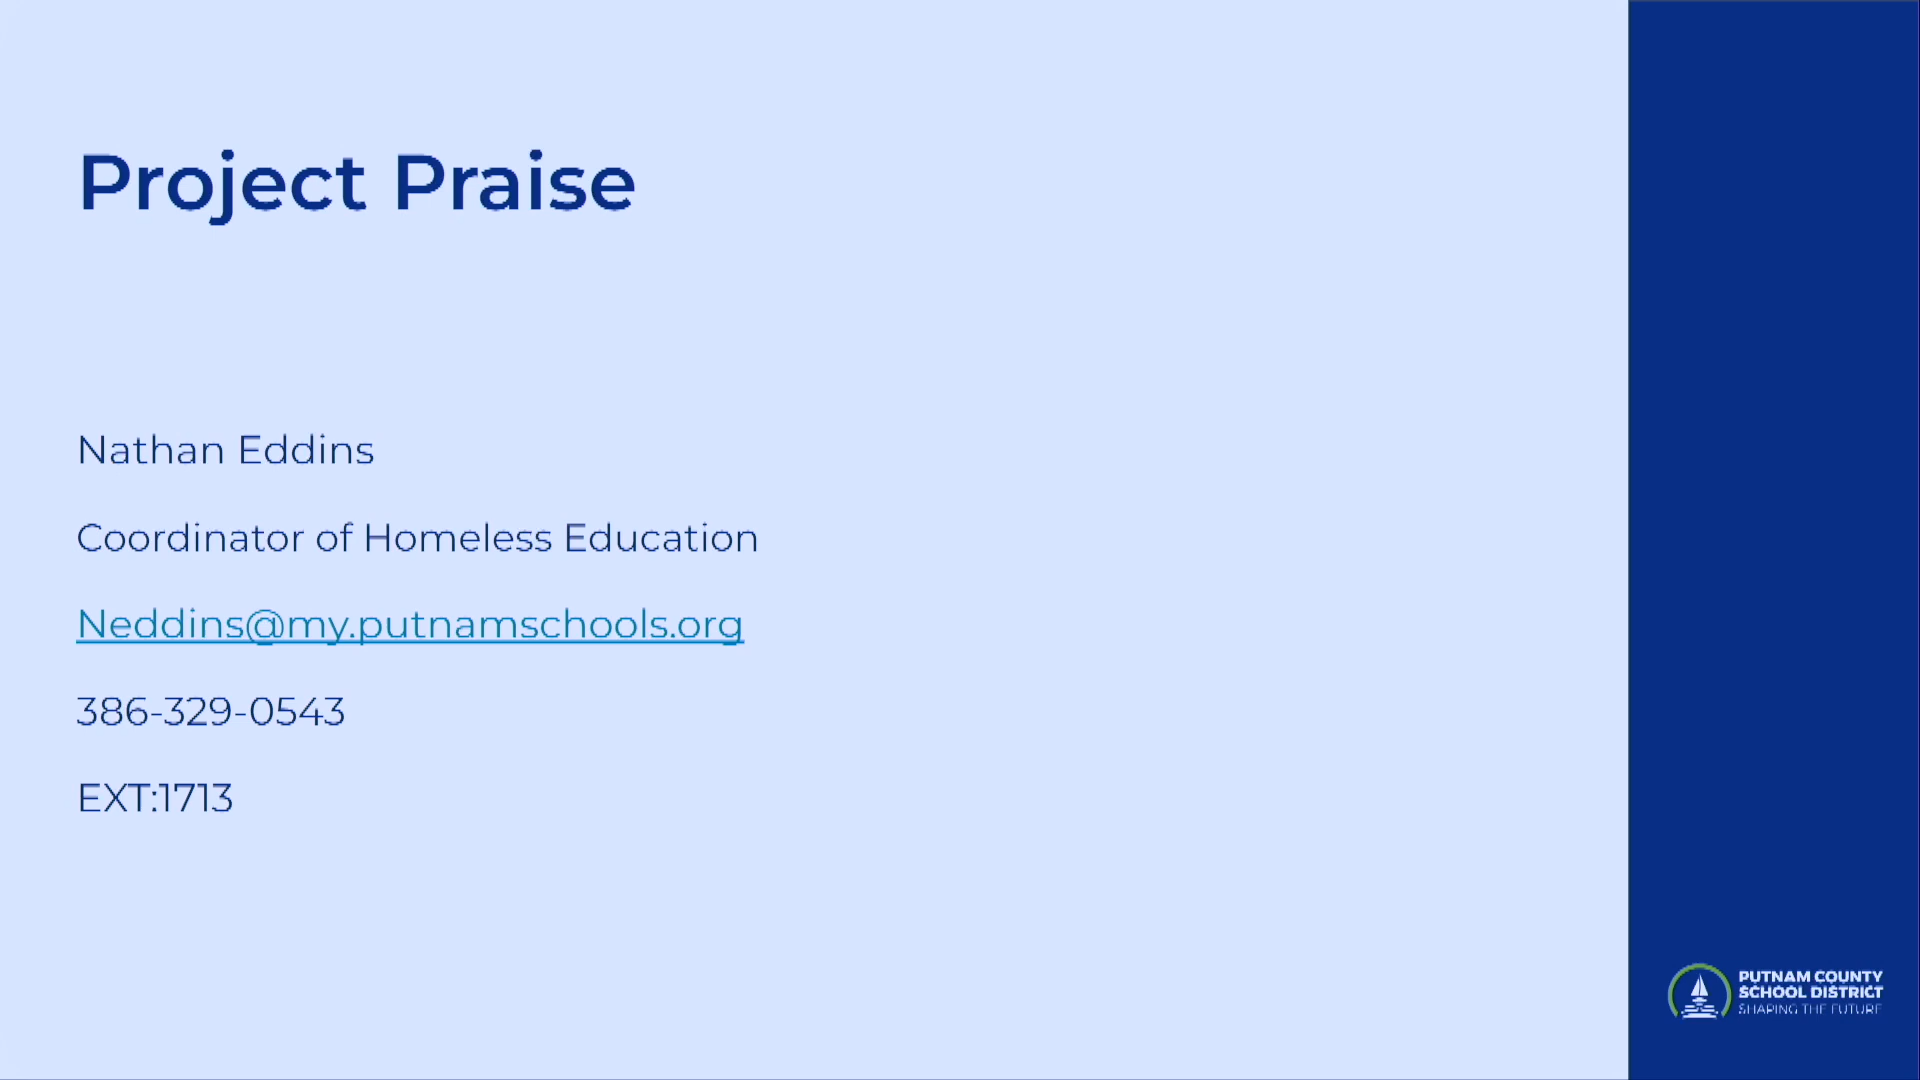 Project Praise
Nathan Eddins
Coordinator of Homeless Education
Neddins@my.putnamschools.org
386-329-0543
EXT:1713
PUTNAM COUNTY
SCHOOL DISTRICT
SHAPING THE FUTURE